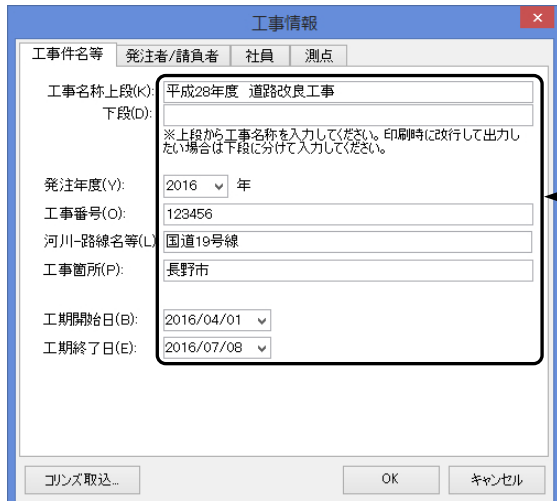 工事情報
工事件名等 発注者/請負者 社員 測点
工事名称上段(K): 平成28年度 道路改良工事
下段(D):
※上段から工事名称を入力してください。印刷時に改行して出力し
たい場合は下段に分けて入力してください。
発注年度(Y): 2016 年
工事番号(O): 123456
河川-路線名等(L) 国道19号線
工事箇所(P): 長野市
工期開始日(B): 2016/04/01
工期終了日(E): 2016/07/08
コリンズ取込... OK キャンセル